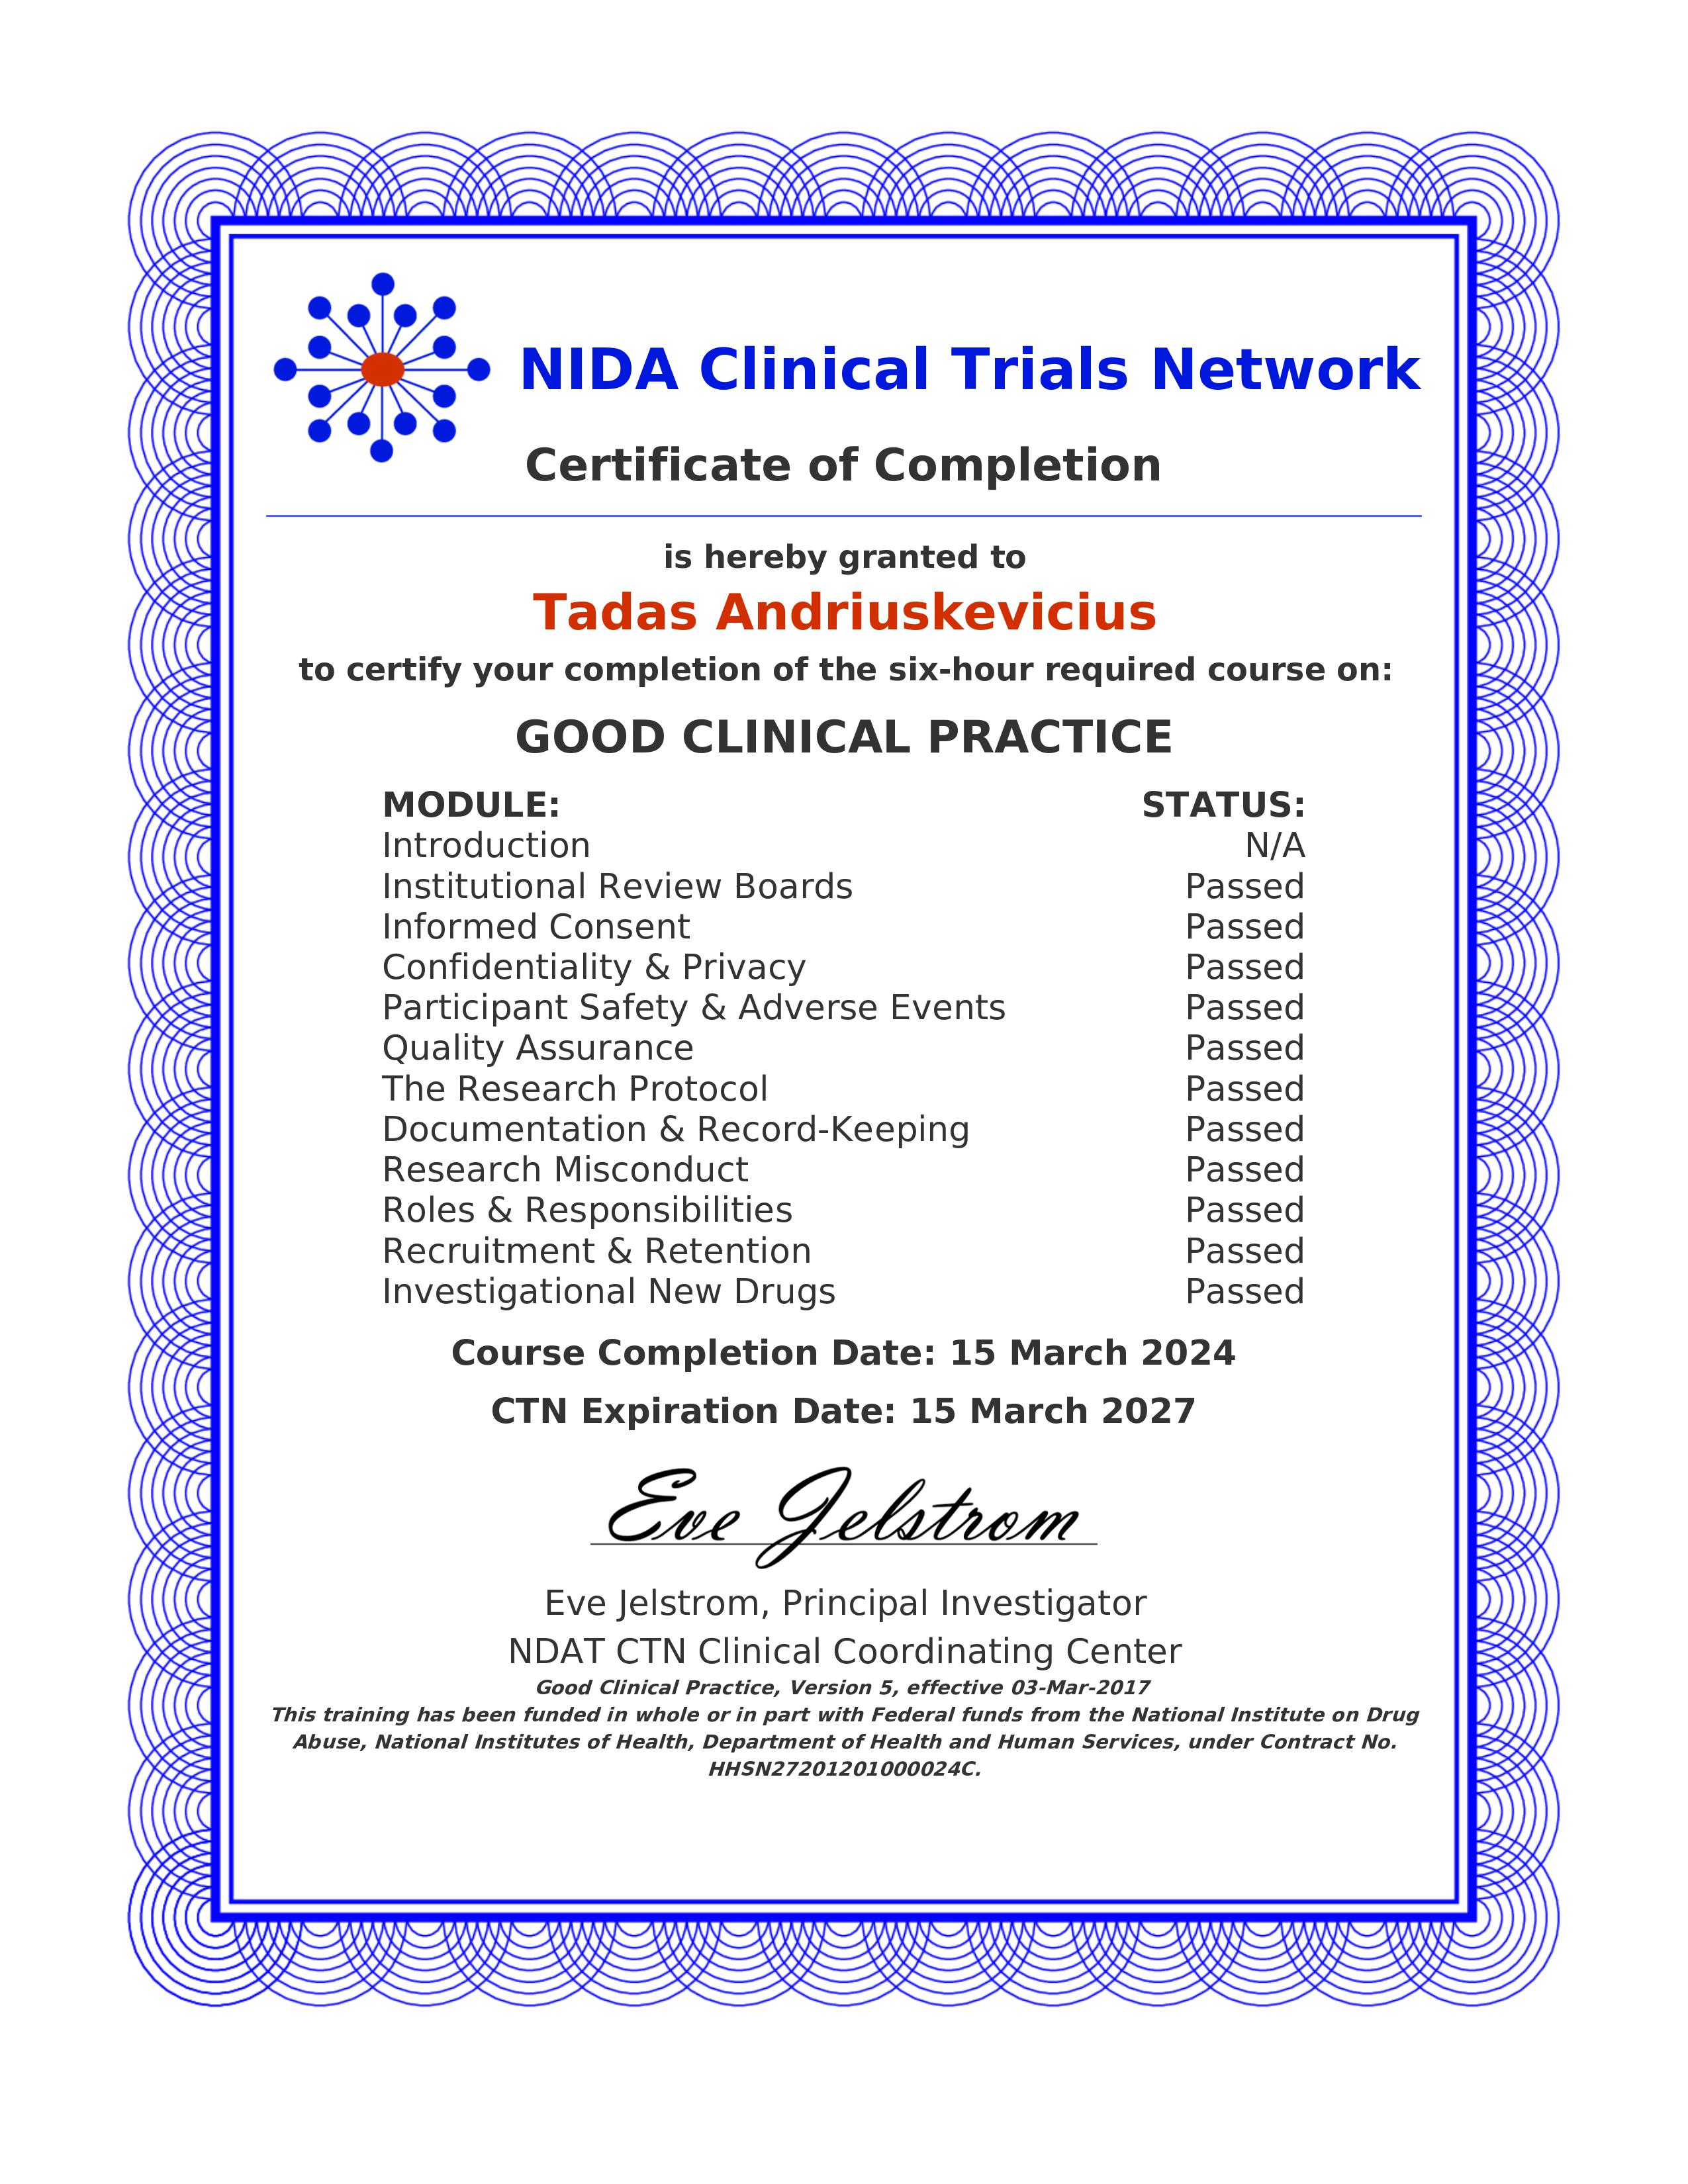 NIDA Clinical Trials Network
Certificate of Completion
is hereby granted to
Tadas Andriuskevicius
to certify your completion of the six-hour required course on:
GOOD CLINICAL PRACTICE
MODULE: STATUS:
Introduction N/A
Institutional Review Boards Passed
Informed Consent Passed
Confidentiality & Privacy Passed
Participant Safety & Adverse Events Passed
Quality Assurance Passed
The Research Protocol Passed
Documentation & Record-Keeping Passed
Research Misconduct Passed
Roles & Responsibilities Passed
Recruitment & Retention Passed
Investigational New Drugs Passed
Course Completion Date: 15 March 2024
CTN Expiration Date: 15 March 2027
Eve Jelstrom
Eve Jelstrom, Principal Investigator
NDAT CTN Clinical Coordinating Center
Good Clinical Practice, Version 5, effective 03-Mar-2017
This training has been funded in whole or in part with Federal funds from the National Institute on Drug
Abuse, National Institutes of Health, Department of Health and Human Services, under Contract No.
HHSN27201201000024C.